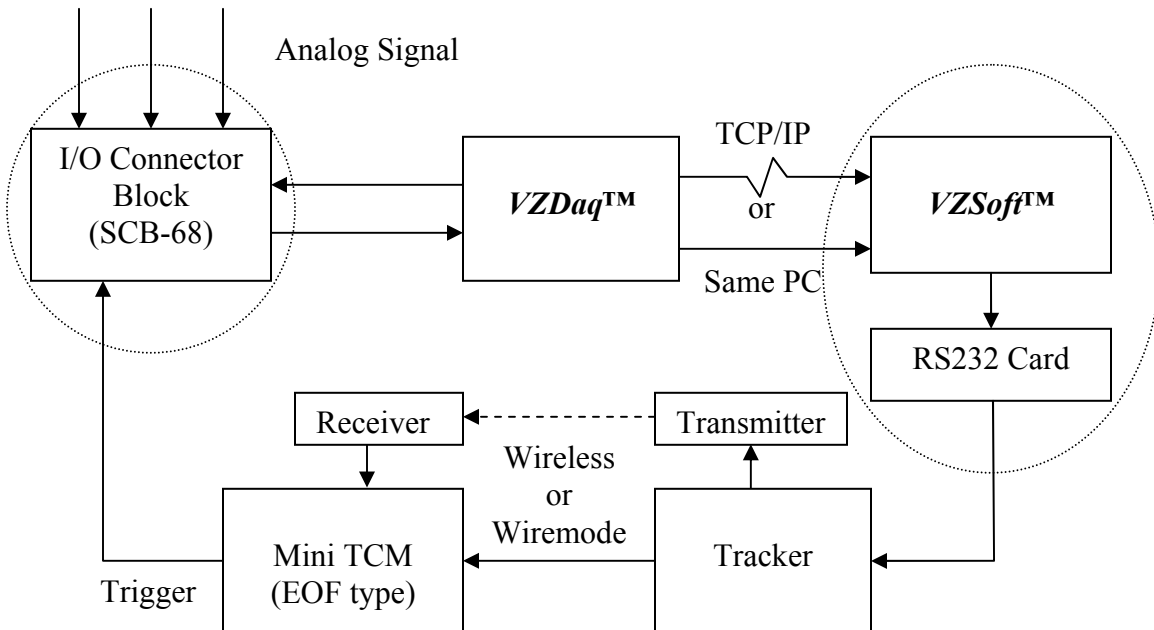 Analog Signal
I/O Connector
Block
(SCB-68)
VZDaq™
TCP/IP
or
Same PC
VZSoft™
RS232 Card
Receiver
Transmitter
Wireless
or
Wiremode
Mini TCM
(EOF type)
Tracker
Trigger